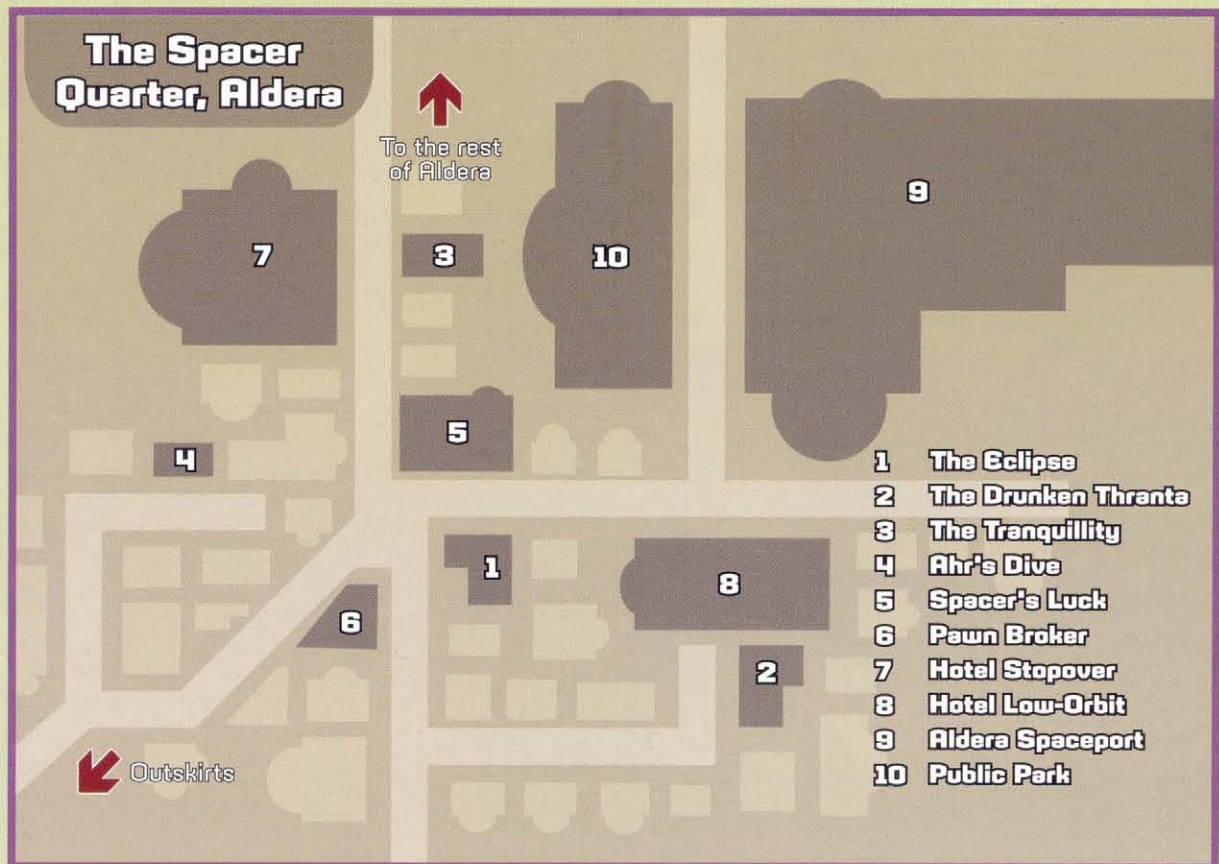 The Spacer
Quarter, Aldera
To the rest
of Aldera
7
3
10
9
5
4
1
8
6
2
1 The Eclipse
2 The Drunken Thranta
3 The Tranquillity
4 Ahr's Dive
5 Spacer's Luck
6 Pawn Broker
7 Hotel Stopover
8 Hotel Low-Orbit
9 Aldera Spaceport
10 Public Park
Outskirts